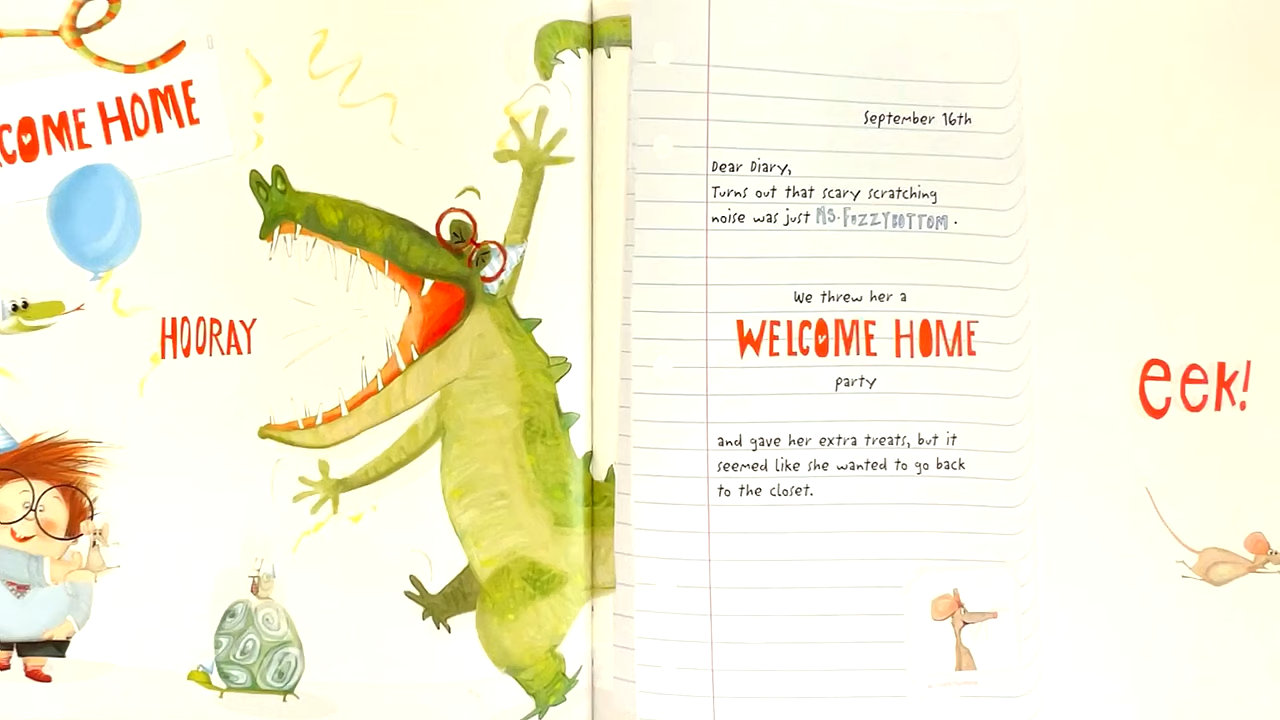 COME HOME
HOORAY
September 16th
Dear Diary,
Turns out that scary scratching
noise was just Ms. FUZZYBOTTOM.
We threw her a
WELCOME HOME
party
and gave her extra treats, but it
seemed like she wanted to go back
to the closet.
eek!